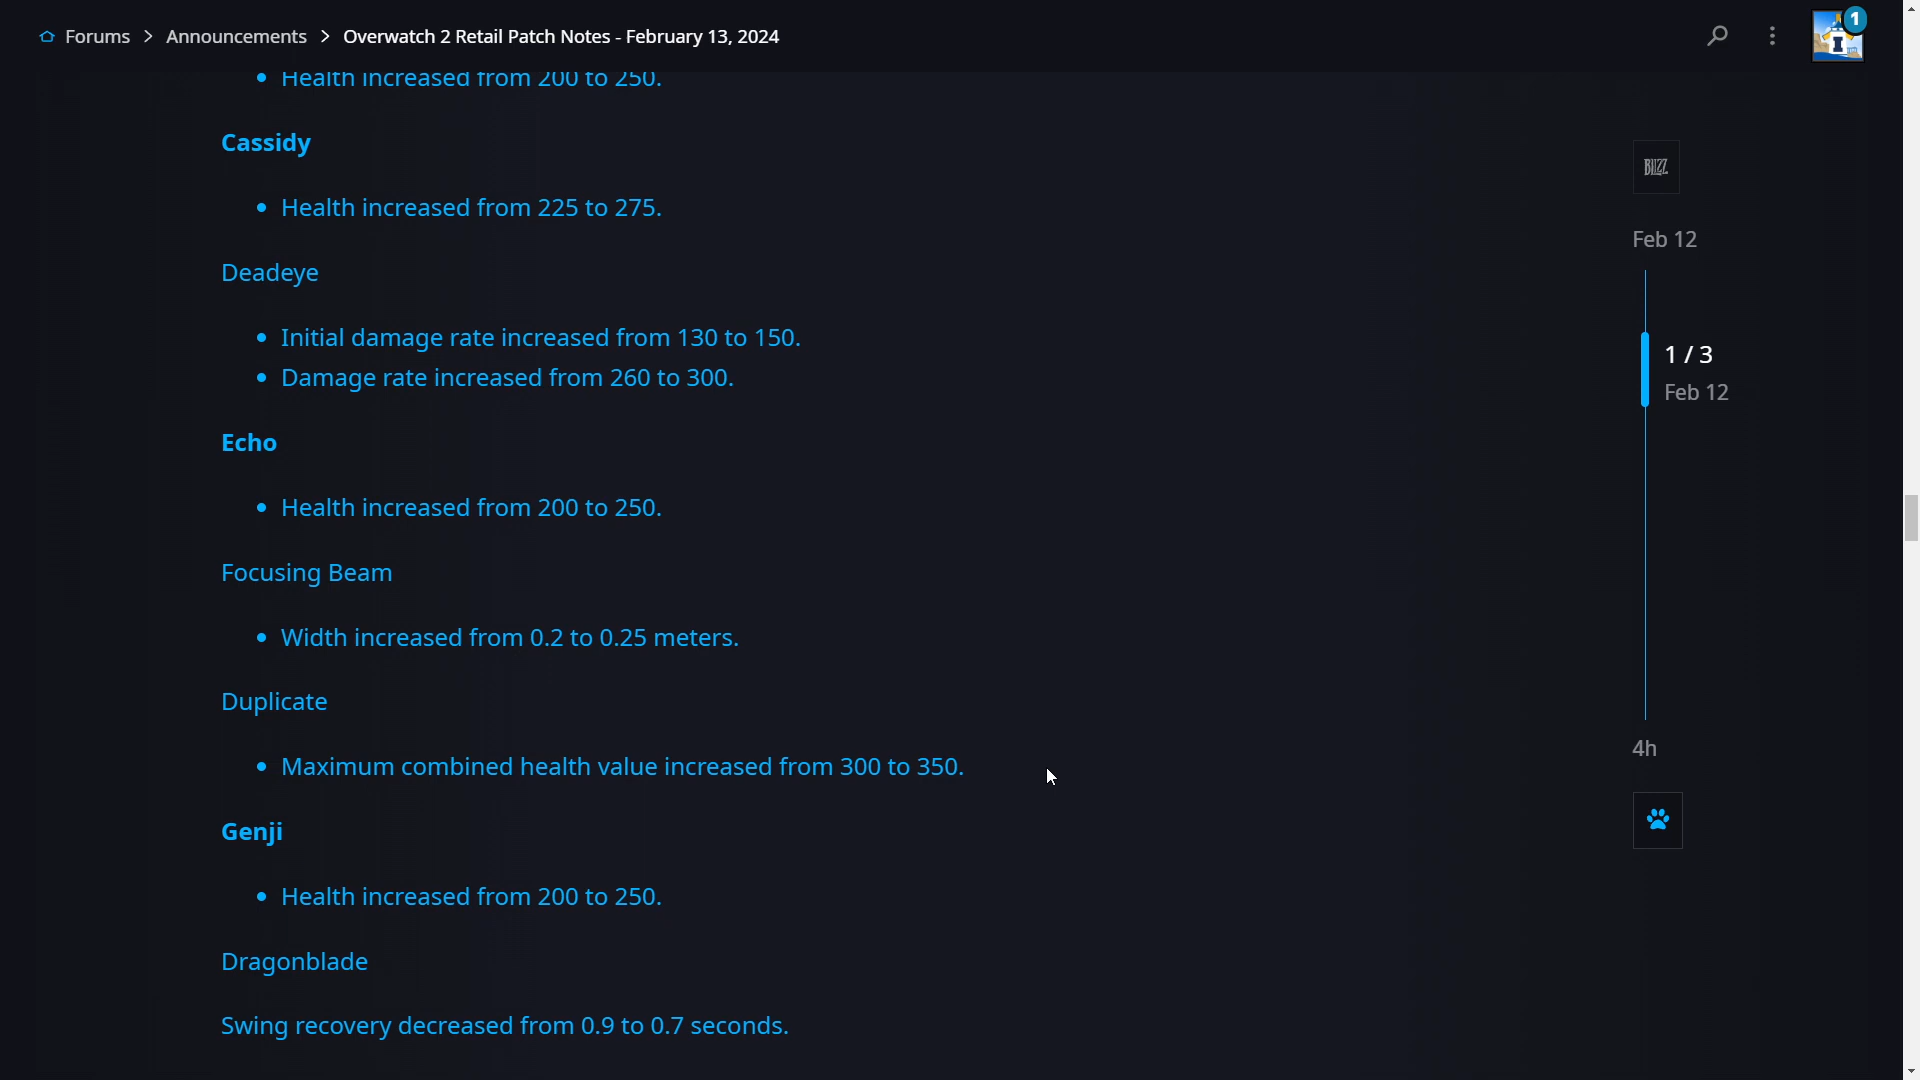 Forums > Announcements > Overwatch 2 Retail Patch Notes - February 13, 2024
1
Health increased from 200 to 250.
Cassidy
BLIZZ
Health increased from 225 to 275.
Feb 12
Deadeye
Initial damage rate increased from 130 to 150.
1 / 3
Damage rate increased from 260 to 300.
Feb 12
Echo
Health increased from 200 to 250.
Focusing Beam
Width increased from 0.2 to 0.25 meters.
Duplicate
4h
Maximum combined health value increased from 300 to 350.
Genji
Health increased from 200 to 250.
Dragonblade
Swing recovery decreased from 0.9 to 0.7 seconds.